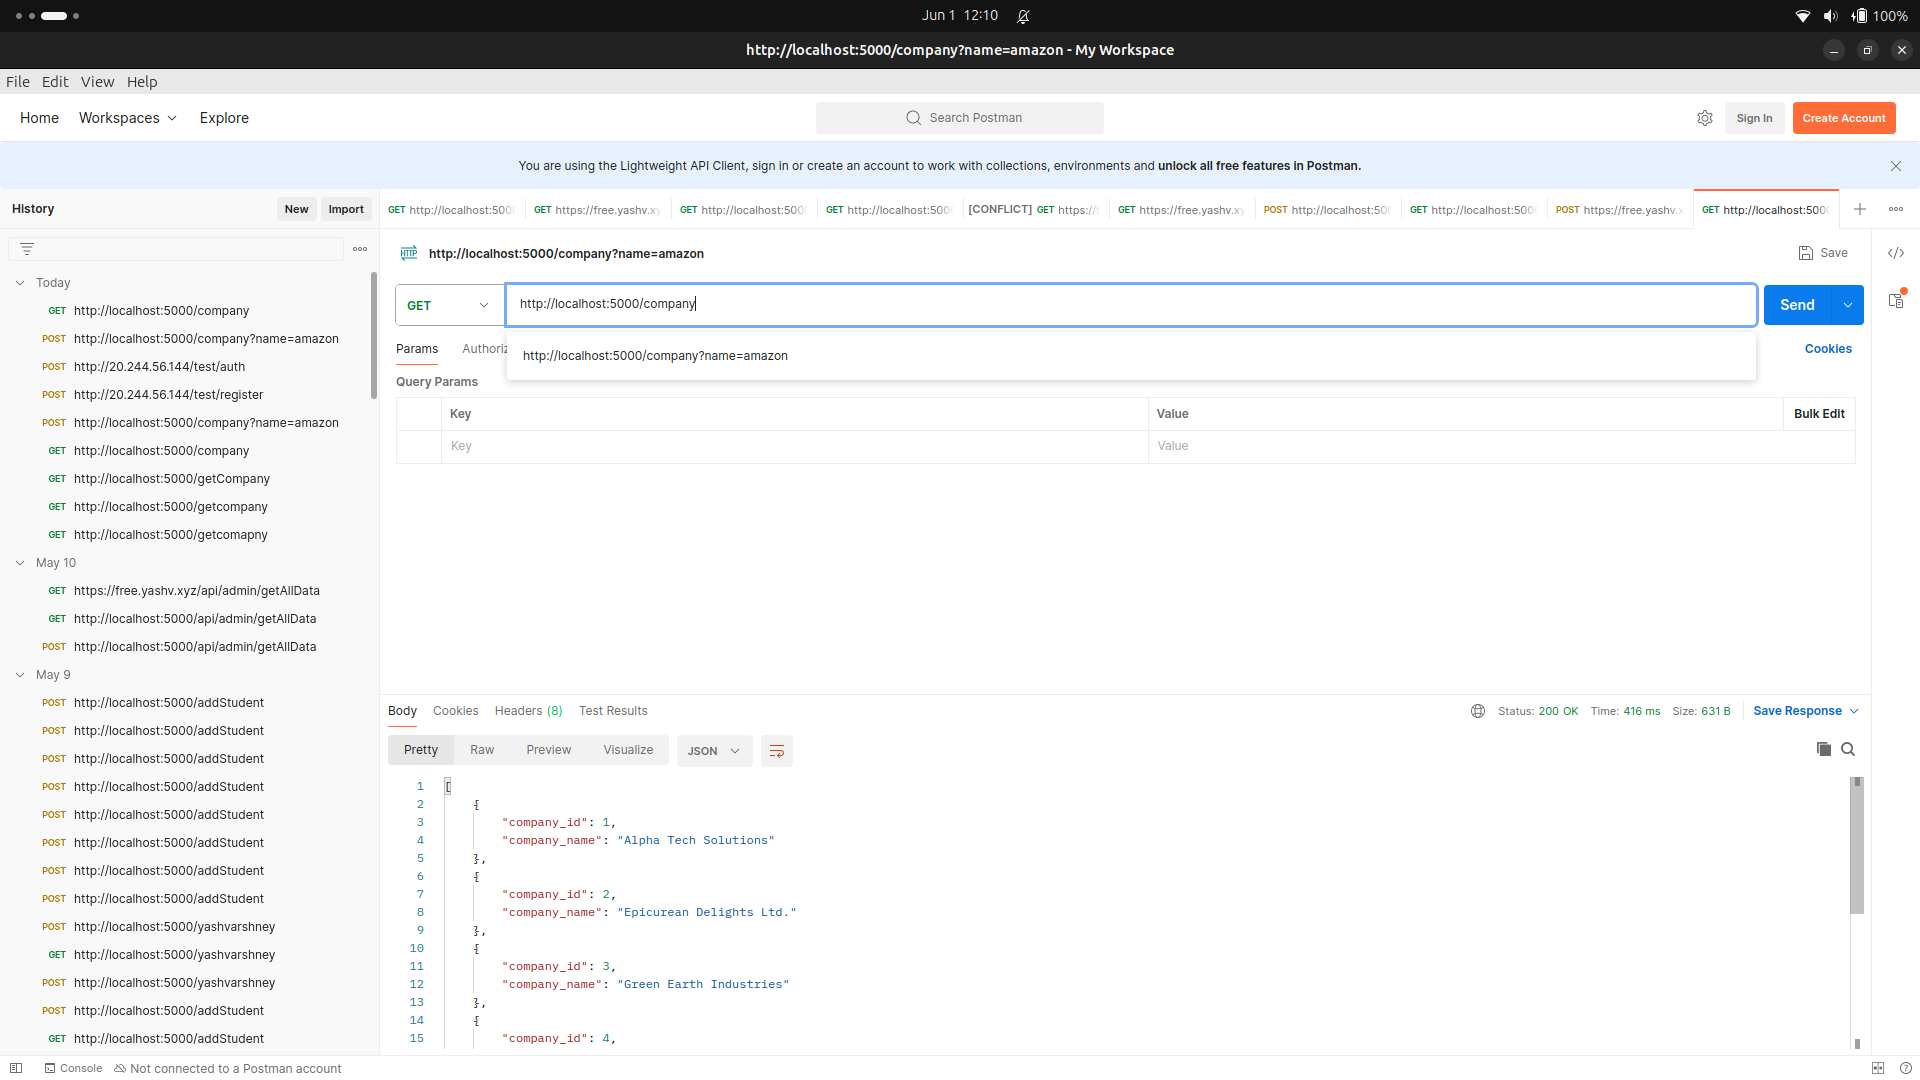 Jun 1 12:10
100%
http://localhost:5000/company?name=amazon - My Workspace
File Edit View Help
Home Workspaces Explore
Search Postman
Sign In
Create Account
You are using the Lightweight API Client, sign in or create an account to work with collections, environments and unlock all free features in Postman.
History
New
Import
GET http://localhost:500
GET https://free.yashv.xy
GET http://localhost:500
GET http://localhost:500
[CONFLICT] GET https://
GET https://free.yashv.xy
POST http://localhost:500
GET http://localhost:500
POST https://free.yashv.x
GET http://localhost:500
Today
GET http://localhost:5000/company
POST http://localhost:5000/company?name=amazon
POST http://20.244.56.144/test/auth
POST http://20.244.56.144/test/register
POST http://localhost:5000/company?name=amazon
GET http://localhost:5000/company
GET http://localhost:5000/getCompany
GET http://localhost:5000/getcompany
GET http://localhost:5000/getcomapny
May 10
GET https://free.yashv.xyz/api/admin/getAllData
GET http://localhost:5000/api/admin/getAllData
POST http://localhost:5000/api/admin/getAllData
May 9
POST http://localhost:5000/addStudent
POST http://localhost:5000/addStudent
POST http://localhost:5000/addStudent
POST http://localhost:5000/addStudent
POST http://localhost:5000/addStudent
POST http://localhost:5000/addStudent
POST http://localhost:5000/addStudent
POST http://localhost:5000/addStudent
POST http://localhost:5000/yashvarshney
GET http://localhost:5000/yashvarshney
POST http://localhost:5000/yashvarshney
POST http://localhost:5000/addStudent
GET http://localhost:5000/addStudent
HTTP http://localhost:5000/company?name=amazon
Save
GET
http://localhost:5000/company
Send
http://localhost:5000/company?name=amazon
Params Authoriz
Cookies
Query Params
Key Value Bulk Edit
Key Value
Body Cookies Headers (8) Test Results
Status: 200 OK Time: 416 ms Size: 631 B Save Response
Pretty Raw Preview Visualize JSON
1 [
2 {
3 "company_id": 1,
4 "company_name": "Alpha Tech Solutions"
5 },
6 {
7 "company_id": 2,
8 "company_name": "Epicurean Delights Ltd."
9 },
10 {
11 "company_id": 3,
12 "company_name": "Green Earth Industries"
13 },
14 {
15 "company_id": 4,
Console Not connected to a Postman account